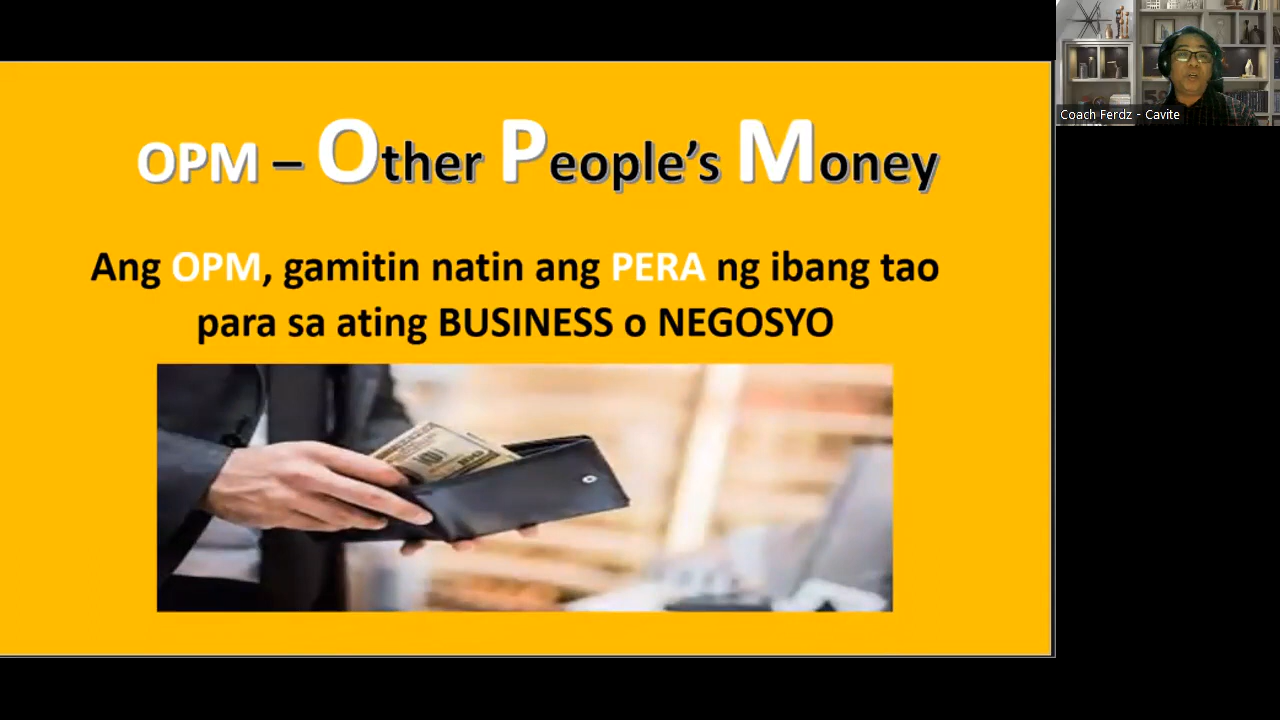 OPM – Other People's Money
Ang OPM, gamitin natin ang PERA ng ibang tao
para sa ating BUSINESS o NEGOSYO
Coach Ferdz - Cavite